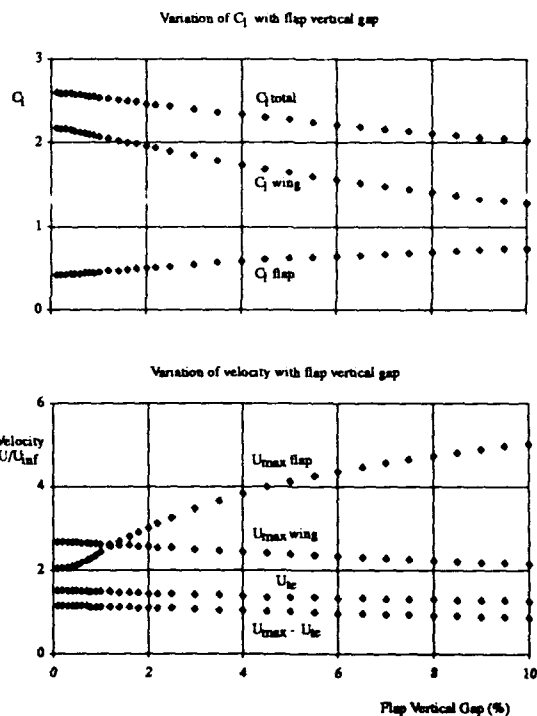 Variation of Cl with flap vertical gap
3
Cl
Cl total
2
Cl wing
1
Cl flap
0
Variation of velocity with flap vertical gap
6
Velocity
U/Uinf
Umax flap
4
Umax wing
2
Ute
Umax - Ute
0
0 2 4 6 8 10
Flap Vertical Gap (%)